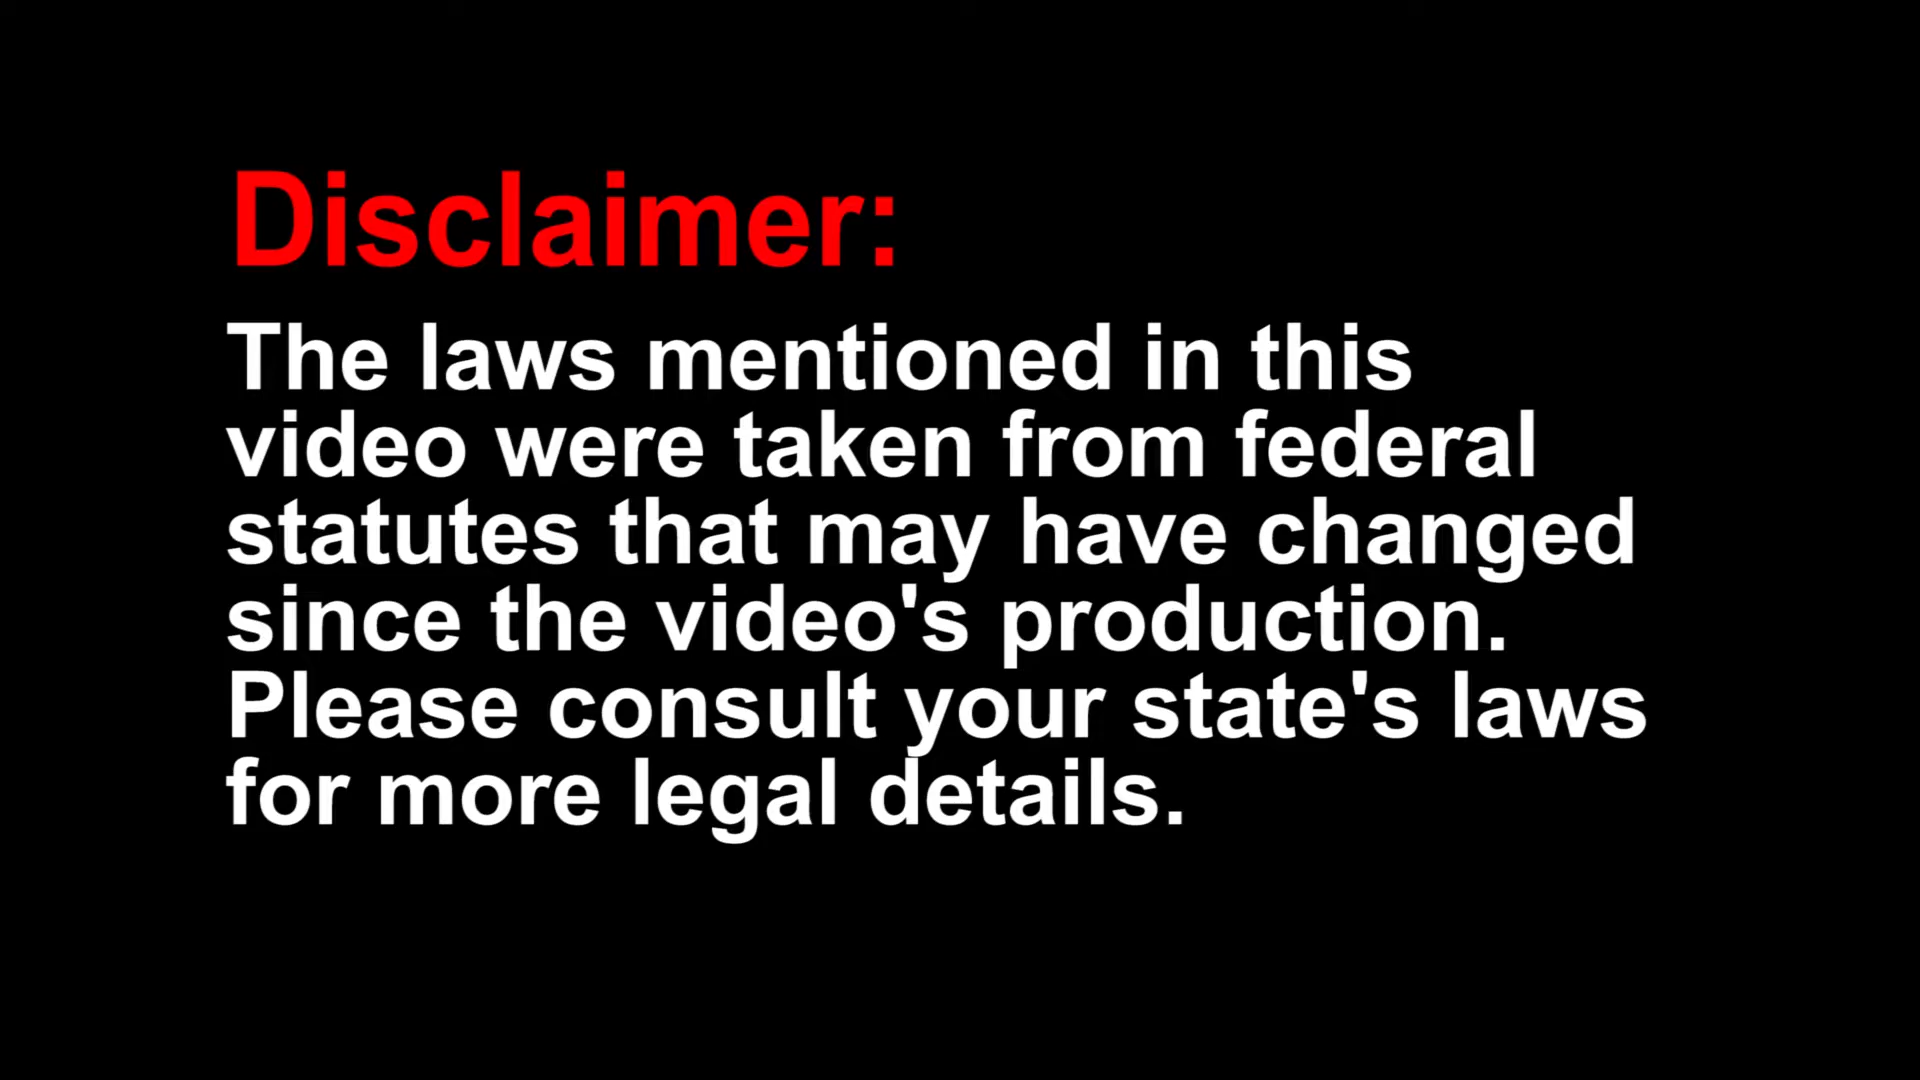 Disclaimer:
The laws mentioned in this
video were taken from federal
statutes that may have changed
since the video's production.
Please consult your state's laws
for more legal details.